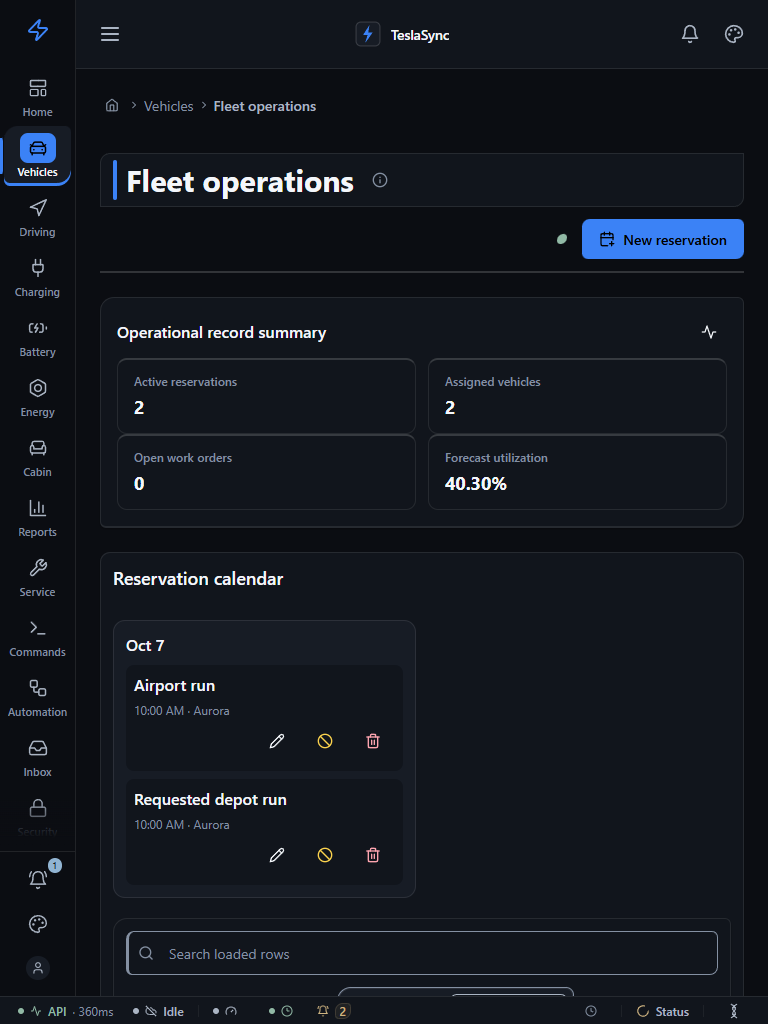 TeslaSync
Home
Vehicles
Driving
Charging
Battery
Energy
Cabin
Reports
Service
Commands
Automation
Inbox
Security
1
Vehicles
Fleet operations
Fleet operations
New reservation
Operational record summary
Active reservations
2
Assigned vehicles
2
Open work orders
0
Forecast utilization
40.30%
Reservation calendar
Oct 7
Airport run
10:00 AM · Aurora
Requested depot run
10:00 AM · Aurora
Search loaded rows
API · 360ms
Idle
2
Status